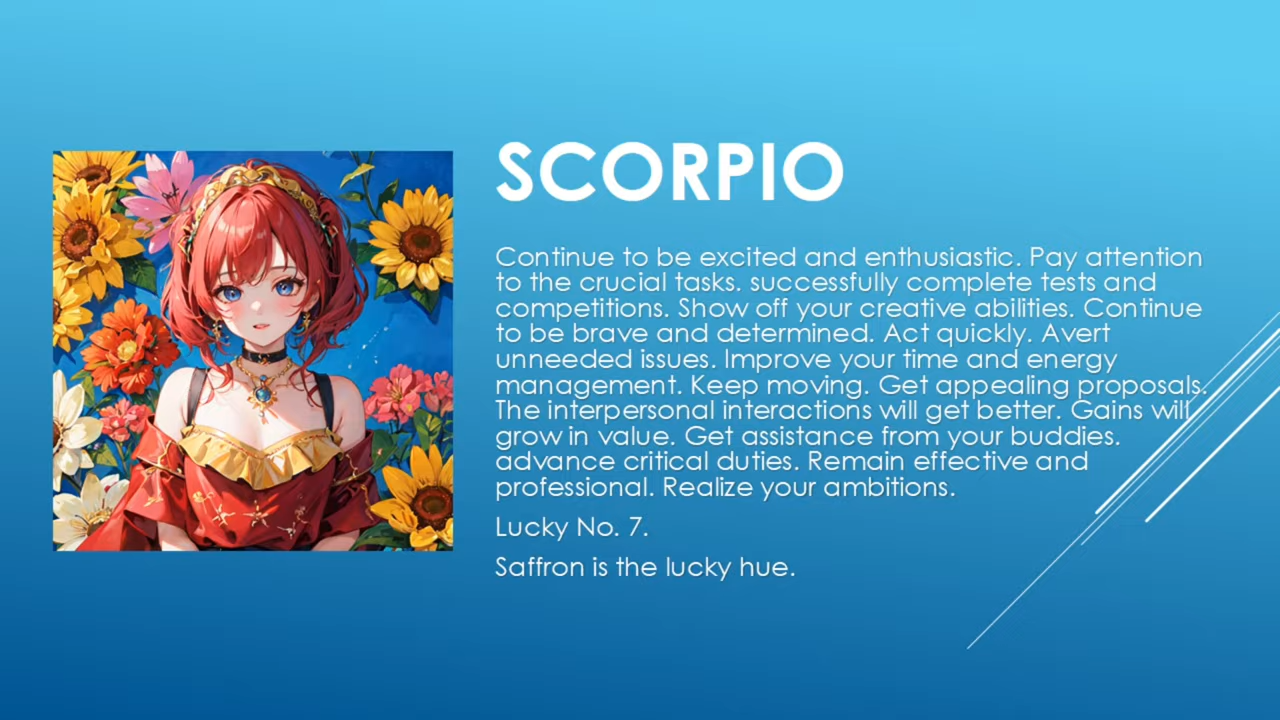 SCORPIO
Continue to be excited and enthusiastic. Pay attention
to the crucial tasks. successfully complete tests and
competitions. Show off your creative abilities. Continue
to be brave and determined. Act quickly. Avert
unneeded issues. Improve your time and energy
management. Keep moving. Get appealing proposals.
The interpersonal interactions will get better. Gains will
grow in value. Get assistance from your buddies.
advance critical duties. Remain effective and
professional. Realize your ambitions.
Lucky No. 7.
Saffron is the lucky hue.